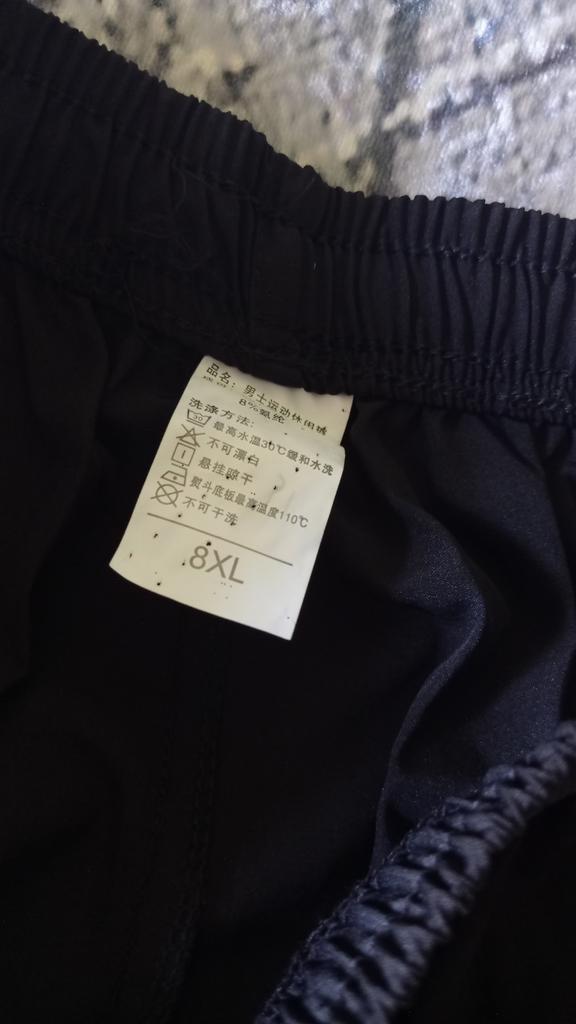 品名: 男士运动休闲裤
8%氨纶
洗涤方法:
30 最高水温30℃缓和水洗
不可漂白
悬挂晾干
熨斗底板最高温度110℃
不可干洗
8XL